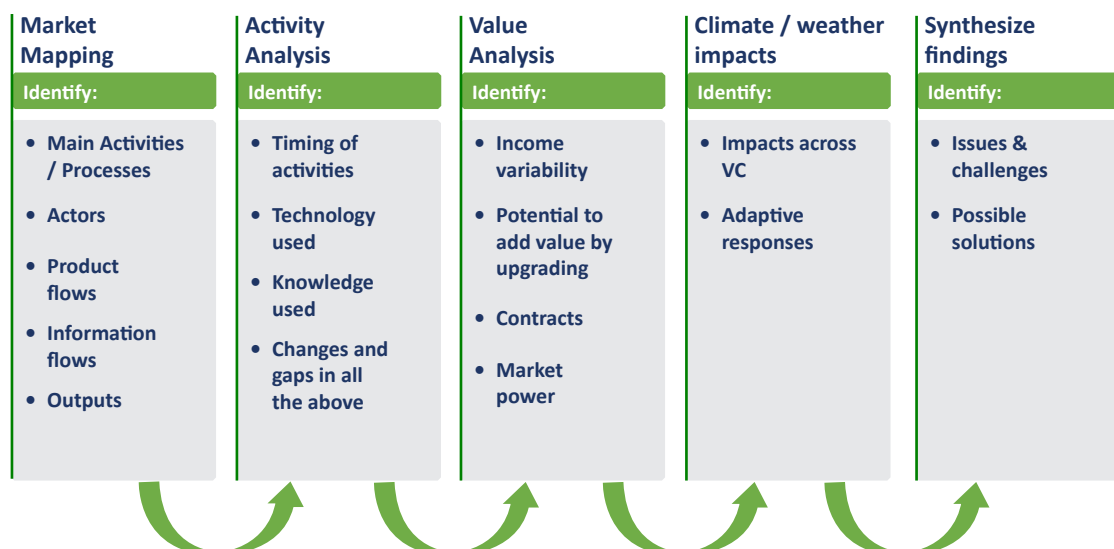 Market
Mapping
Identify:
• Main Activities
/ Processes
• Actors
• Product
flows
• Information
flows
• Outputs
Activity
Analysis
Identify:
• Timing of
activities
• Technology
used
• Knowledge
used
• Changes and
gaps in all
the above
Value
Analysis
Identify:
• Income
variability
• Potential to
add value by
upgrading
• Contracts
• Market
power
Climate / weather
impacts
Identify:
• Impacts across
VC
• Adaptive
responses
Synthesize
findings
Identify:
• Issues &
challenges
• Possible
solutions